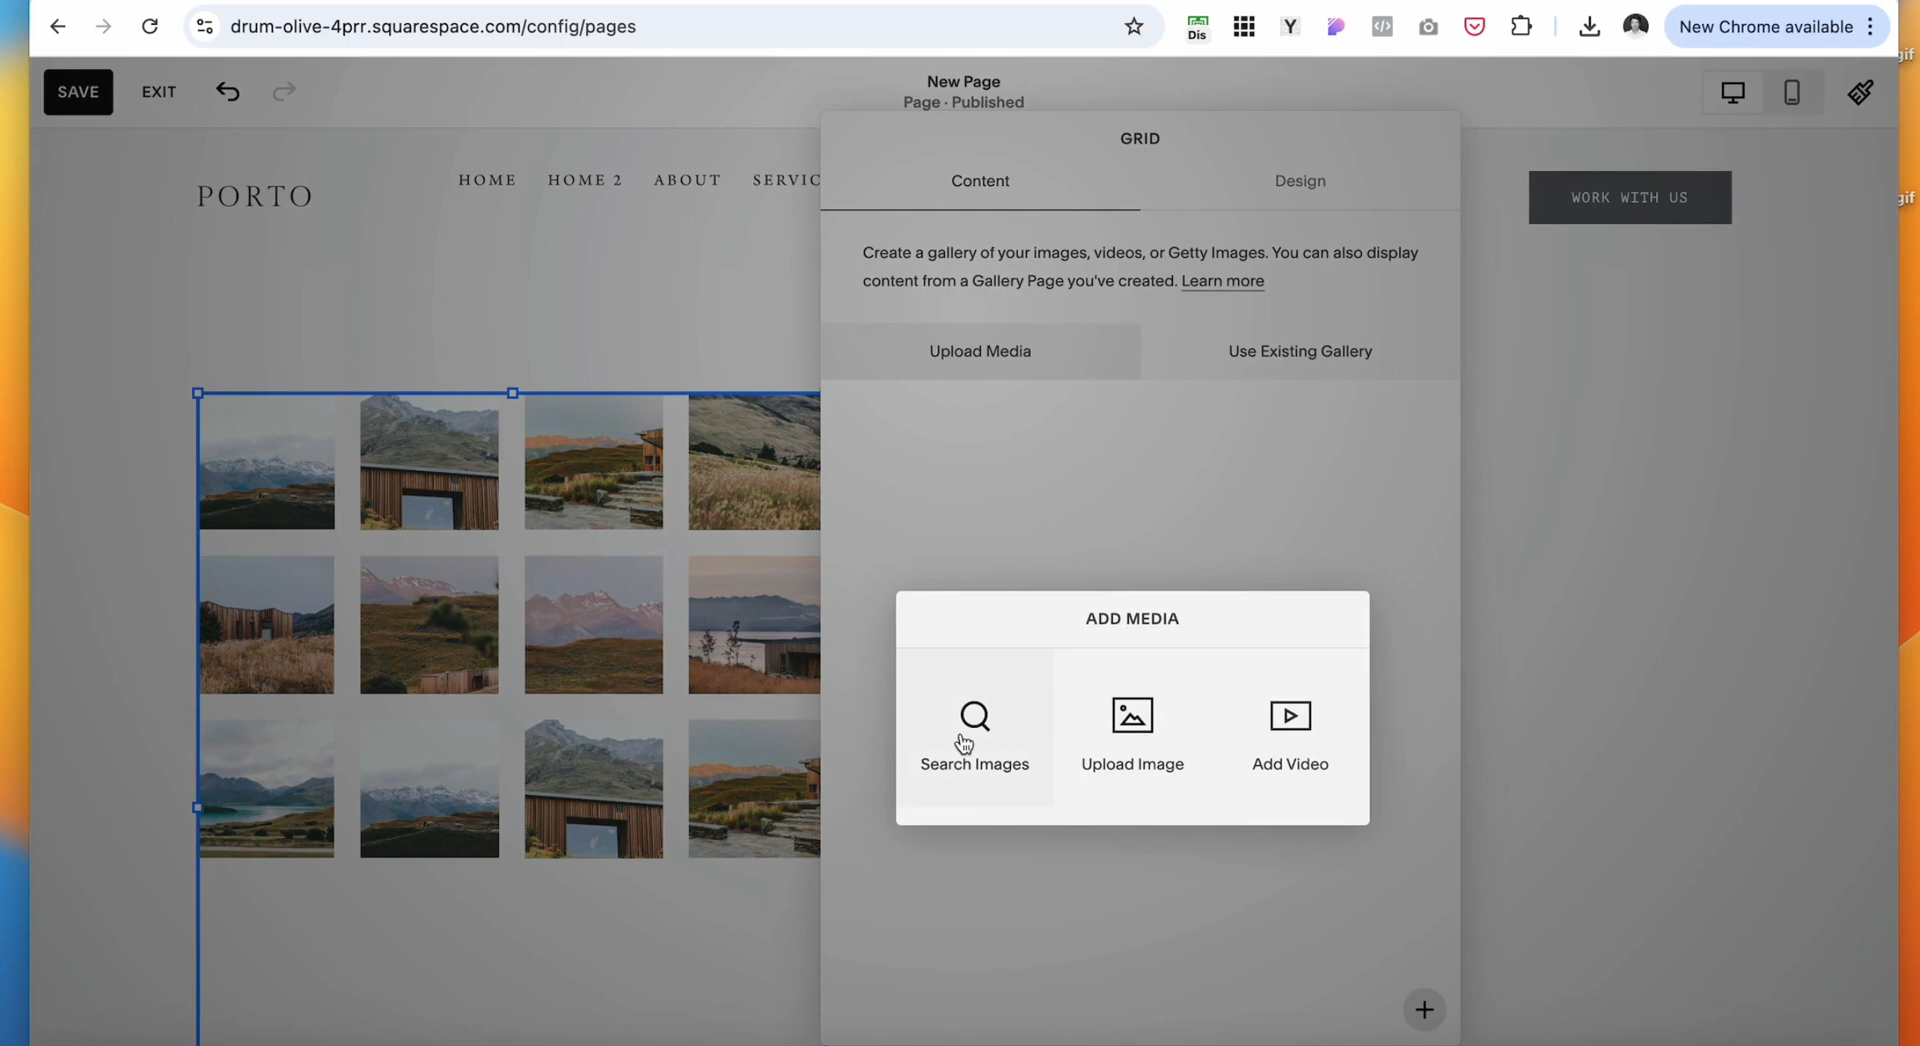 drum-olive-4prr.squarespace.com/config/pages
Dis
Y
New Chrome available
gif
SAVE
EXIT
New Page
Page · Published
GRID
Content
Design
PORTO
HOME
HOME 2
ABOUT
SERVIC
WORK WITH US
gif
Create a gallery of your images, videos, or Getty Images. You can also display
content from a Gallery Page you've created. Learn more
Upload Media
Use Existing Gallery
ADD MEDIA
Search Images
Upload Image
Add Video